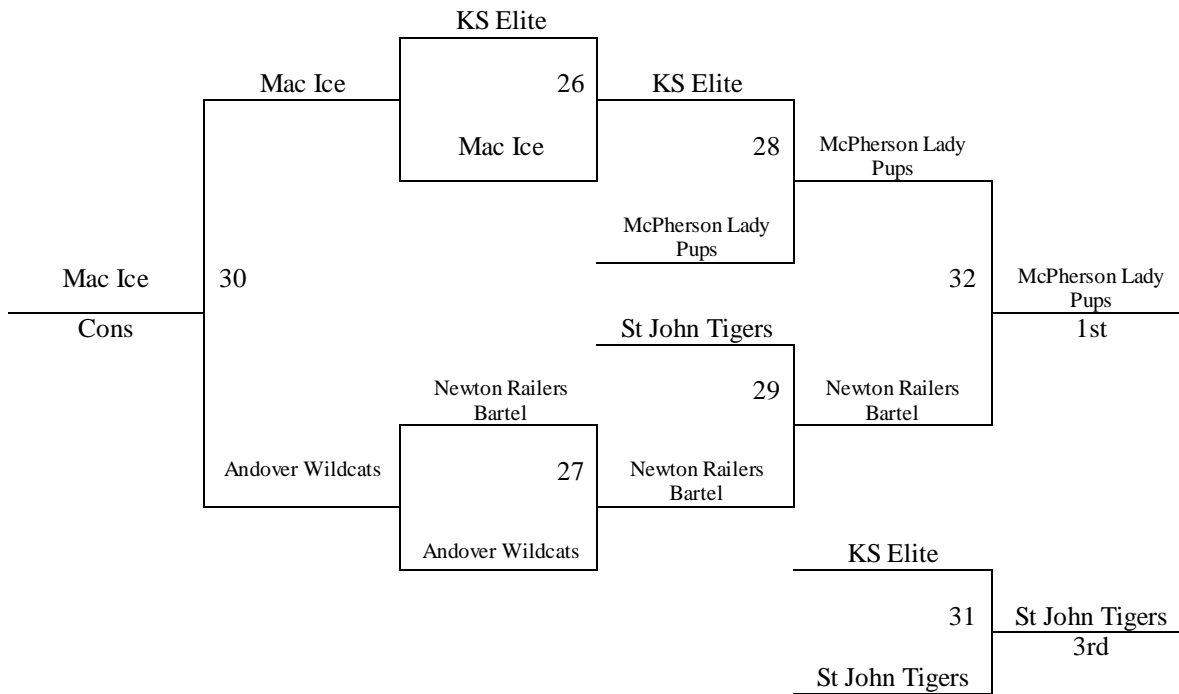 KS Elite
Mac Ice
26
KS Elite
Mac Ice
28
McPherson Lady
Pups
McPherson Lady
Pups
Mac Ice
30
32
McPherson Lady
Pups
Cons
St John Tigers
1st
Newton Railers
Bartel
29
Newton Railers
Bartel
Andover Wildcats
27
Newton Railers
Bartel
Andover Wildcats
KS Elite
31
St John Tigers
3rd
St John Tigers